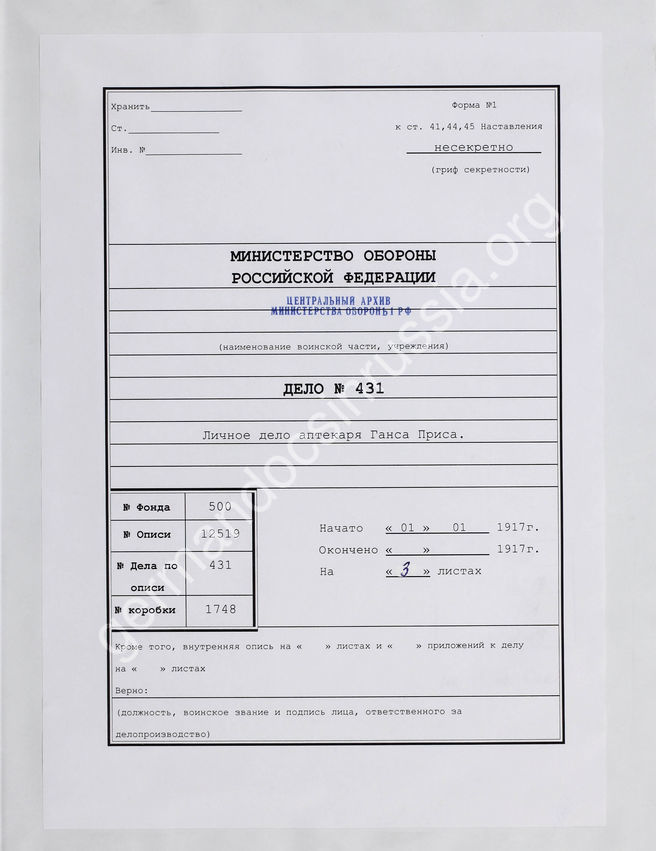 Хранить
Форма №1
Ст.
к ст. 41,44,45 Наставления
Инв. №
несекретно
(гриф секретности)
МИНИСТЕРСТВО ОБОРОНЫ
РОССИЙСКОЙ ФЕДЕРАЦИИ
ЦЕНТРАЛЬНЫЙ АРХИВ
МИНИСТЕРСТВА ОБОРОНЫ РФ
(наименование воинской части, учреждения)
ДЕЛО № 431
Личное дело аптекаря Ганса Приса.
№ Фонда 500
№ Описи 12519
№ Дела по описи 431
№ коробки 1748
Начато « 01 » 01 1917г.
Окончено « » 1917г.
На « 3 » листах
Кроме того, внутренняя опись на « » листах и « » приложений к делу
на « » листах
Верно:
(должность, воинское звание и подпись лица, ответственного за
делопроизводство)
germandocsinrussia.org